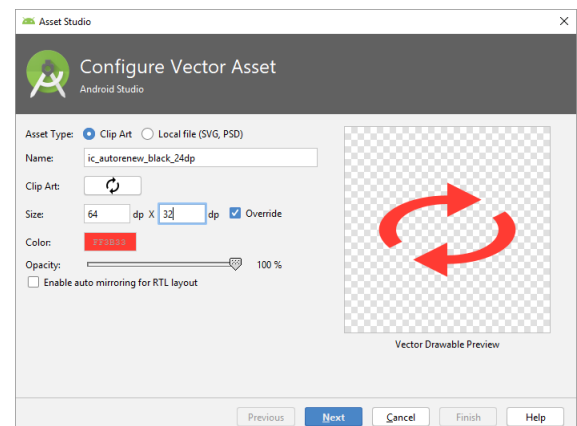 Asset Studio
Configure Vector Asset
Android Studio
Asset Type: Clip Art Local file (SVG, PSD)
Name: ic_autorenew_black_24dp
Clip Art:
Size: 64 dp X 32 dp Override
Color: FF3B33
Opacity: 100 %
Enable auto mirroring for RTL layout
Vector Drawable Preview
Previous Next Cancel Finish Help